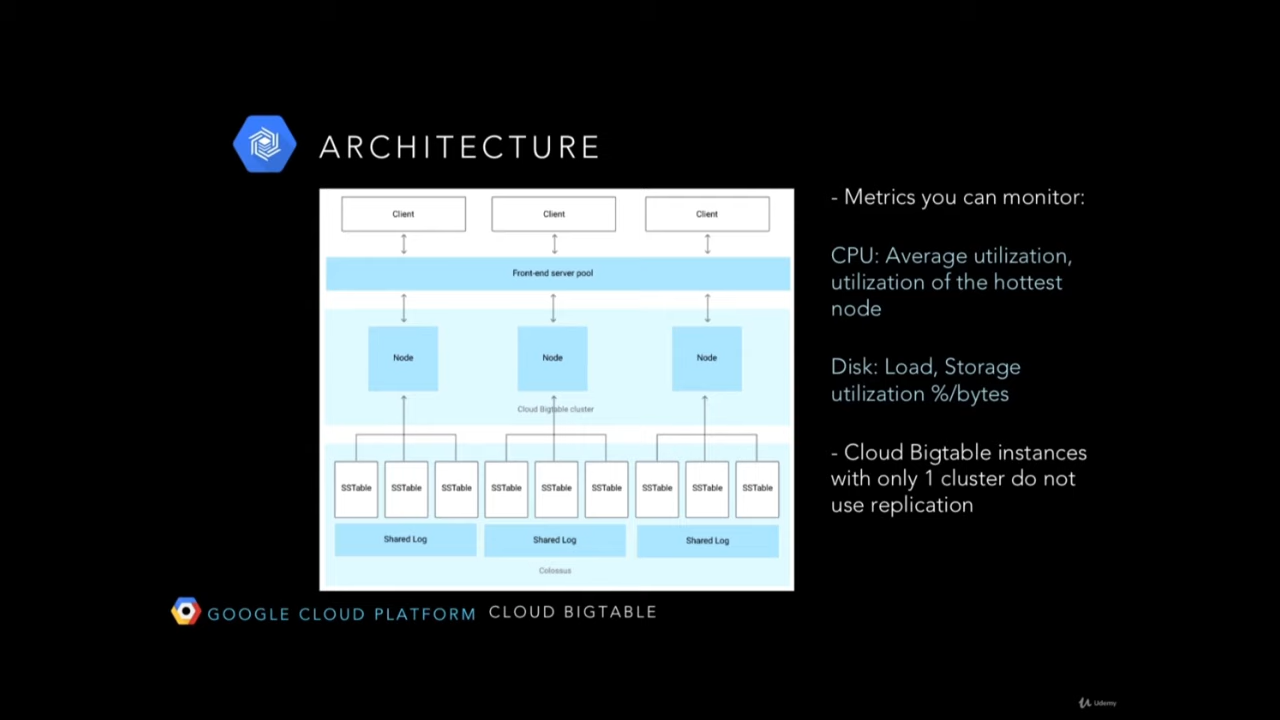 ARCHITECTURE
Client Client Client
Front-end server pool
Node Node Node
Cloud Bigtable cluster
SSTable SSTable SSTable SSTable SSTable SSTable SSTable SSTable SSTable
Shared Log Shared Log Shared Log
Colossus
- Metrics you can monitor:
CPU: Average utilization,
utilization of the hottest
node
Disk: Load, Storage
utilization %/bytes
- Cloud Bigtable instances
with only 1 cluster do not
use replication
GOOGLE CLOUD PLATFORM CLOUD BIGTABLE
Udemy